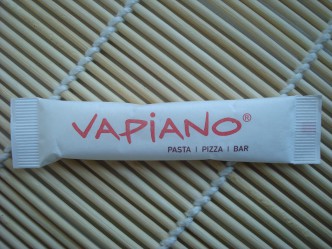 VAPiANO®
PASTA | PIZZA | BAR